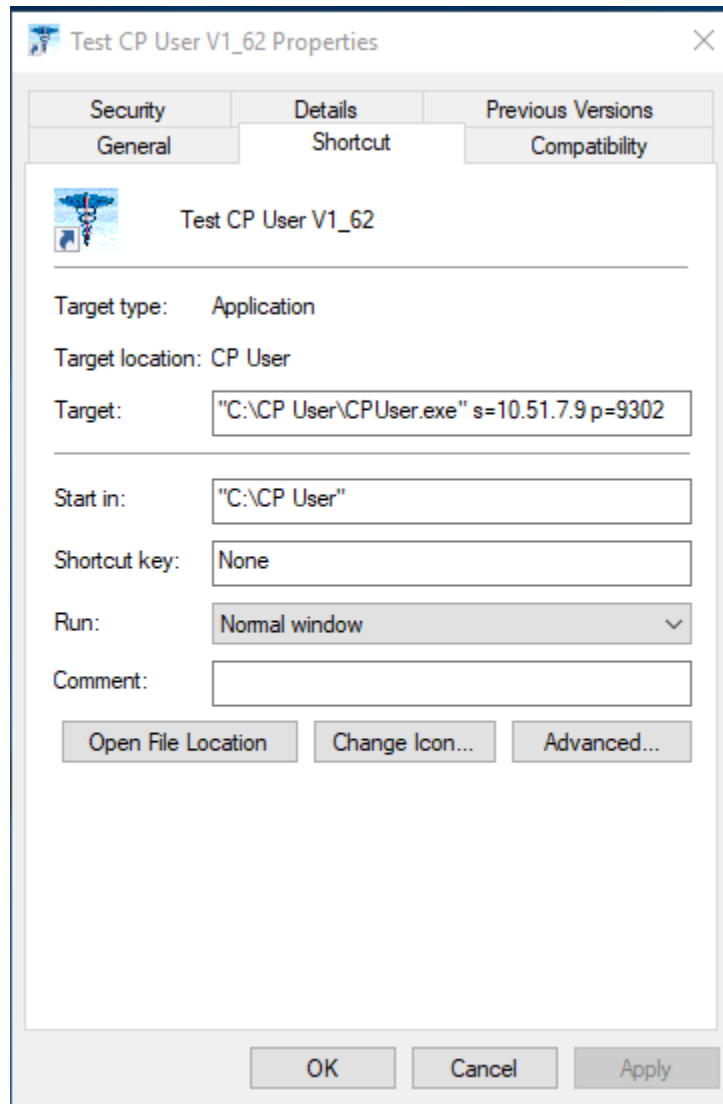 Test CP User V1_62 Properties
Security Details Previous Versions
General Shortcut Compatibility
Test CP User V1_62
Target type: Application
Target location: CP User
Target: "C:\CP User\CPUser.exe" s=10.51.7.9 p=9302
Start in: "C:\CP User"
Shortcut key: None
Run: Normal window
Comment:
Open File Location Change Icon... Advanced...
OK Cancel Apply